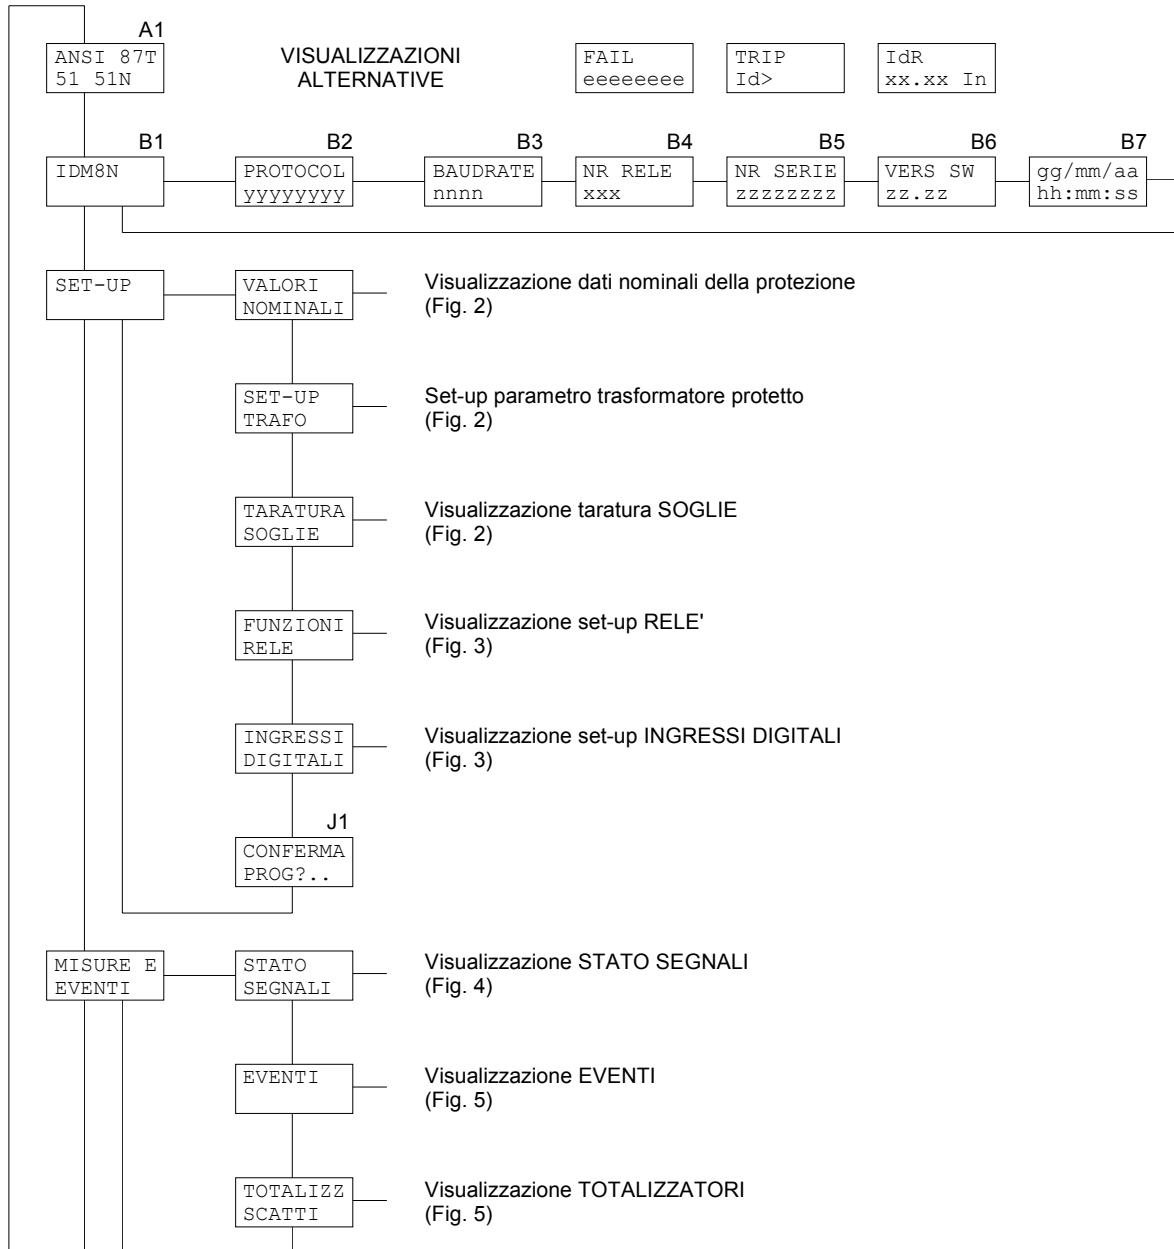 A1
ANSI 87T
51 51N
VISUALIZZAZIONI
ALTERNATIVE
FAIL
eeeeeeee
TRIP
Id>
IdR
xx.xx In
B1
IDM8N
B2
PROTOCOL
yyyyyyyy
B3
BAUDRATE
nnnn
B4
NR RELE
xxx
B5
NR SERIE
zzzzzzzz
B6
VERS SW
zz.zz
B7
gg/mm/aa
hh:mm:ss
SET-UP
VALORI
NOMINALI
Visualizzazione dati nominali della protezione
(Fig. 2)
SET-UP
TRAFO
Set-up parametro trasformatore protetto
(Fig. 2)
TARATURA
SOGLIE
Visualizzazione taratura SOGLIE
(Fig. 2)
FUNZIONI
RELE
Visualizzazione set-up RELE'
(Fig. 3)
INGRESSI
DIGITALI
Visualizzazione set-up INGRESSI DIGITALI
(Fig. 3)
J1
CONFERMA
PROG?..
MISURE E
EVENTI
STATO
SEGNALI
Visualizzazione STATO SEGNALI
(Fig. 4)
EVENTI
Visualizzazione EVENTI
(Fig. 5)
TOTALIZZ
SCATTI
Visualizzazione TOTALIZZATORI
(Fig. 5)